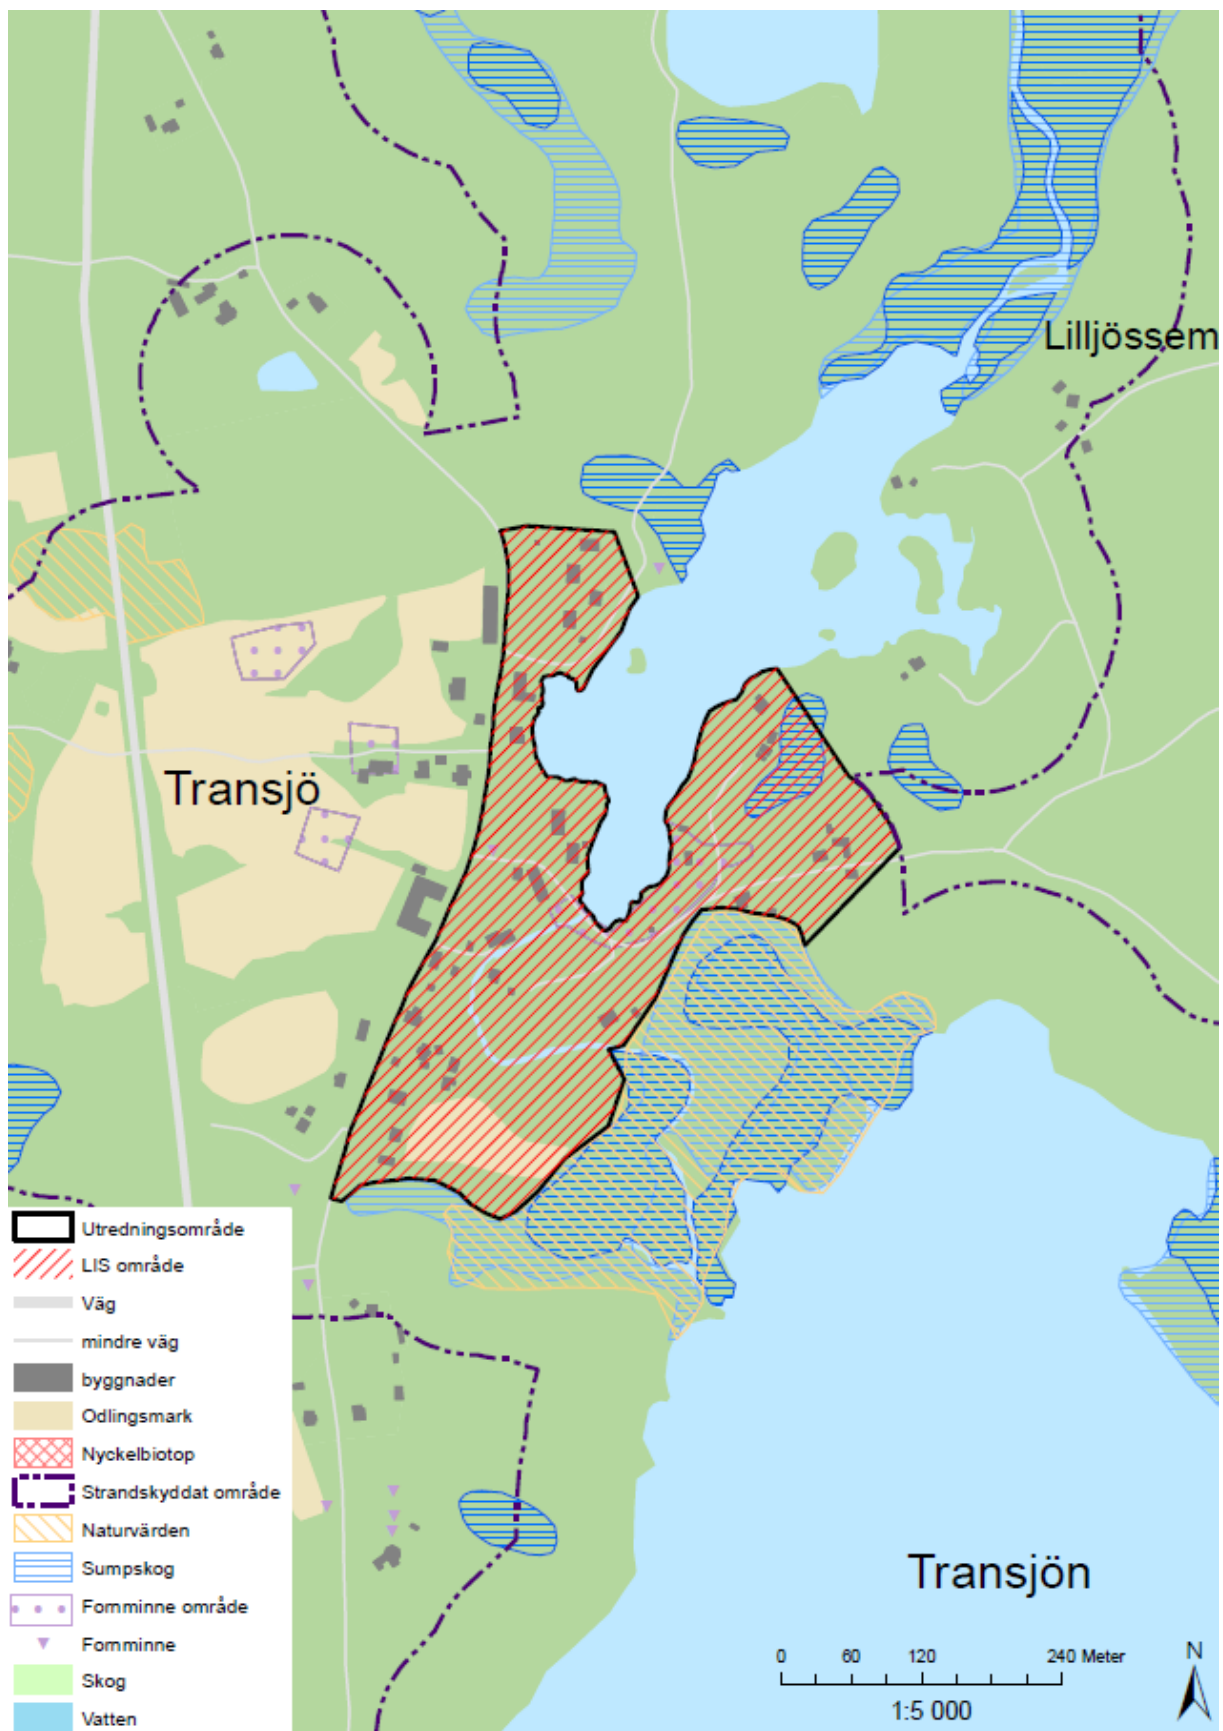 Lilljössem
Transjö
Utredningsområde
LIS område
Väg
mindre väg
byggnader
Odlingsmark
Nyckelbiotop
Strandskyddat område
Naturvärden
Sumpskog
Fornminne område
Fornminne
Skog
Vatten
Transjön
0 60 120 240 Meter
1:5 000
N